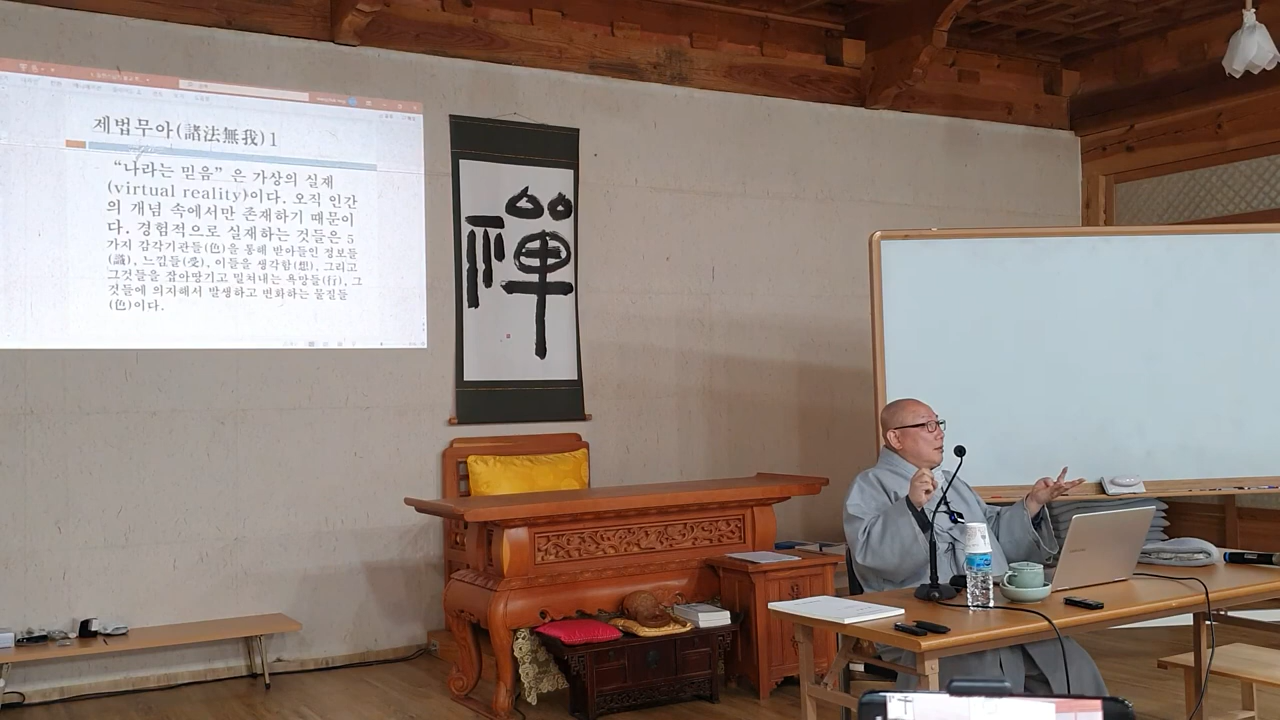 제법무아(諸法無我)1
“나라는 믿음” 은 가상의 실재
(virtual reality)이다. 오직 인간
의 개념 속에서만 존재하기 때문이
다. 경험적으로 실재하는 것들은 5
가지 감각기관들(色)을 통해 받아들인 정보들
(識), 느낌들(受), 이들을 생각함(想), 그리고
그것들을 잡아땅기고 밀쳐내는 욕망들(行), 그
것들에 의지해서 발생하고 변화하는 물질들
(色)이다.
禪